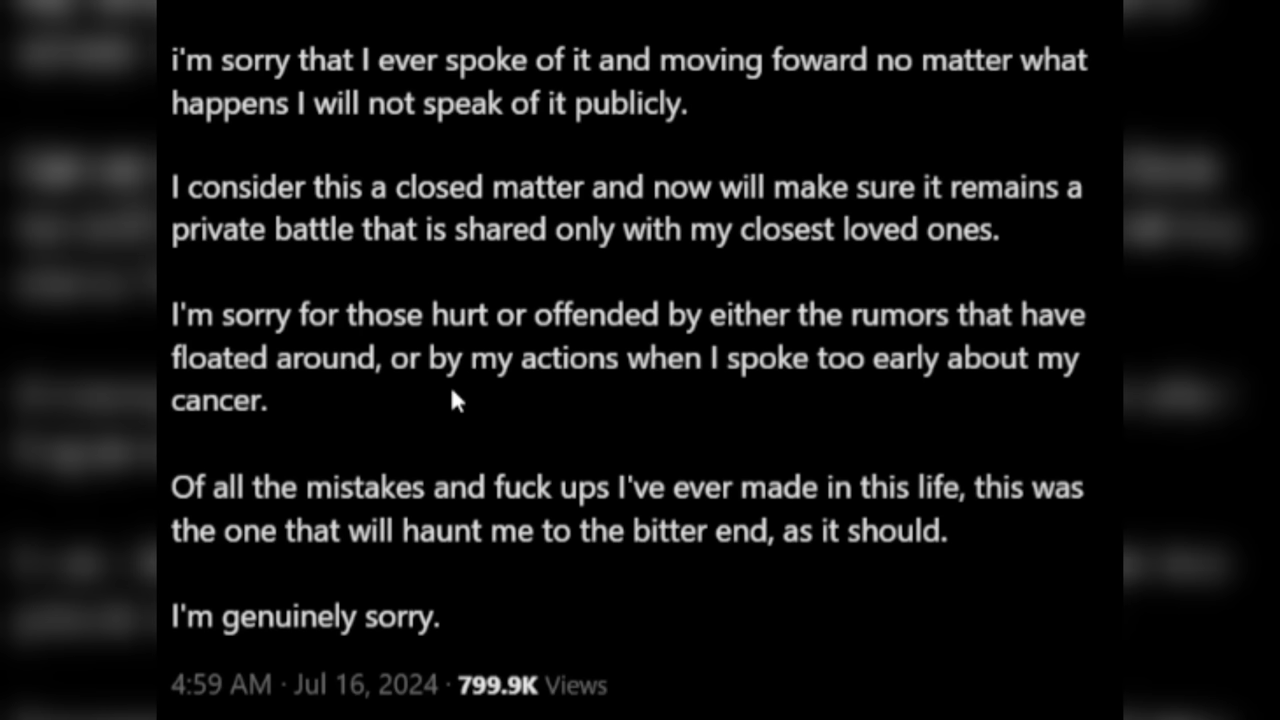 i'm sorry that I ever spoke of it and moving foward no matter what
happens I will not speak of it publicly.
I consider this a closed matter and now will make sure it remains a
private battle that is shared only with my closest loved ones.
I'm sorry for those hurt or offended by either the rumors that have
floated around, or by my actions when I spoke too early about my
cancer.
Of all the mistakes and fuck ups I've ever made in this life, this was
the one that will haunt me to the bitter end, as it should.
I'm genuinely sorry.
4:59 AM · Jul 16, 2024 · 799.9K Views